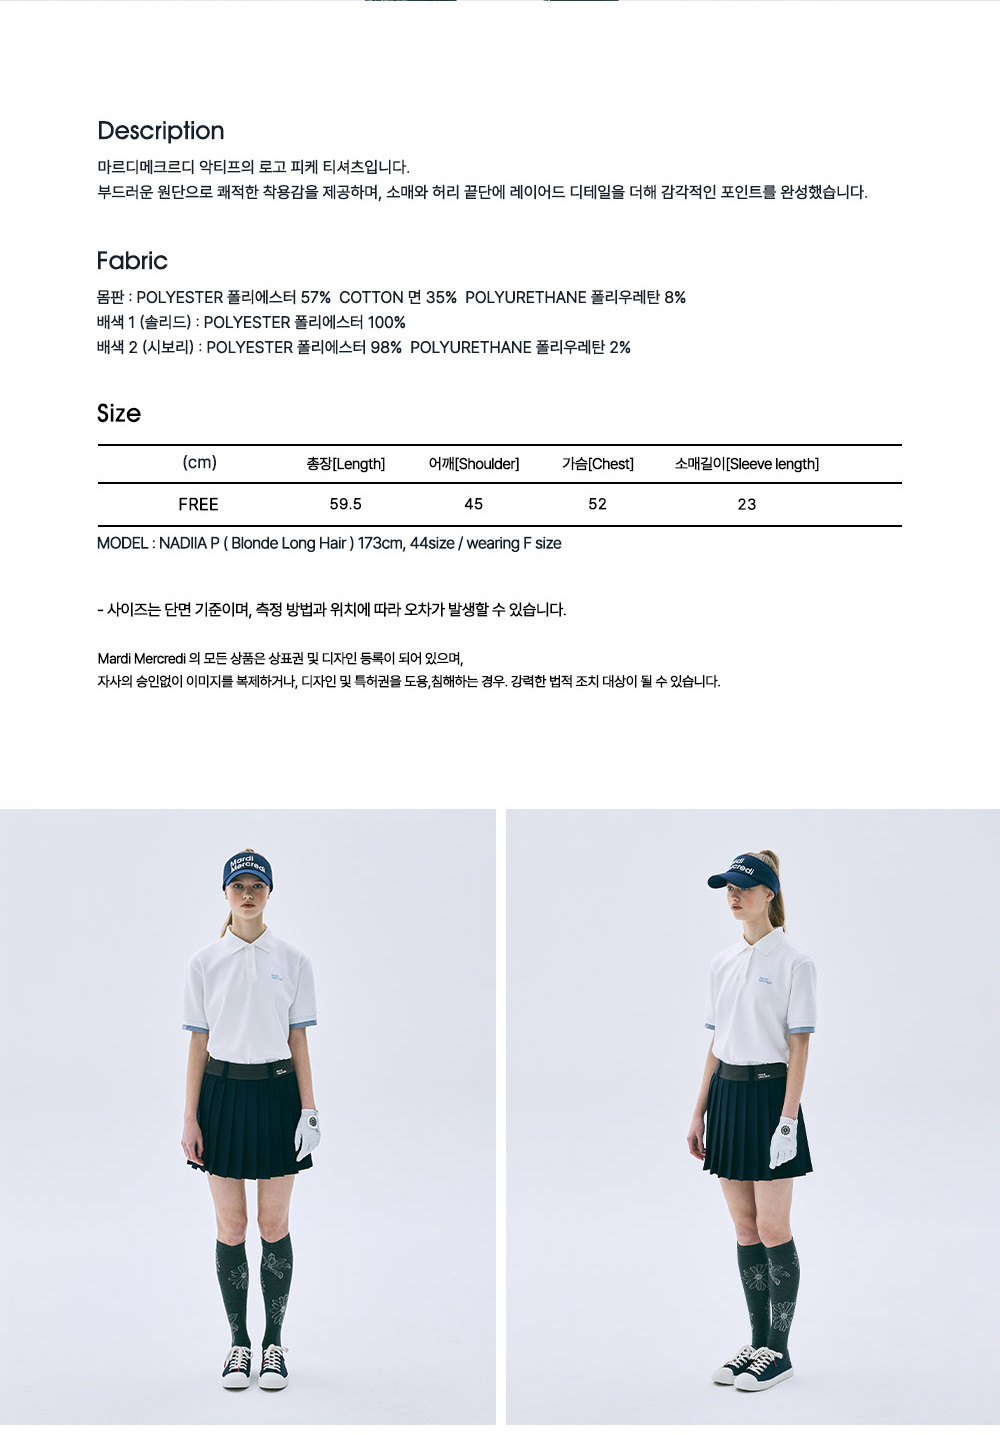 Description
마르디메크르디 악티프의 로고 피케 티셔츠입니다.
부드러운 원단으로 쾌적한 착용감을 제공하며, 소매와 허리 끝단에 레이어드 디테일을 더해 감각적인 포인트를 완성했습니다.
Fabric
몸판 : POLYESTER 폴리에스터 57%  COTTON 면 35%  POLYURETHANE 폴리우레탄 8%
배색 1 (솔리드) : POLYESTER 폴리에스터 100%
배색 2 (시보리) : POLYESTER 폴리에스터 98%  POLYURETHANE 폴리우레탄 2%
Size
(cm) 총장[Length] 어깨[Shoulder] 가슴[Chest] 소매길이[Sleeve length]
FREE 59.5 45 52 23
MODEL : NADIIA P ( Blonde Long Hair ) 173cm, 44size / wearing F size
- 사이즈는 단면 기준이며, 측정 방법과 위치에 따라 오차가 발생할 수 있습니다.
Mardi Mercredi 의 모든 상품은 상표권 및 디자인 등록이 되어 있으며,
자사의 승인없이 이미지를 복제하거나, 디자인 및 특허권을 도용,침해하는 경우. 강력한 법적 조치 대상이 될 수 있습니다.
Mardi
Mercredi